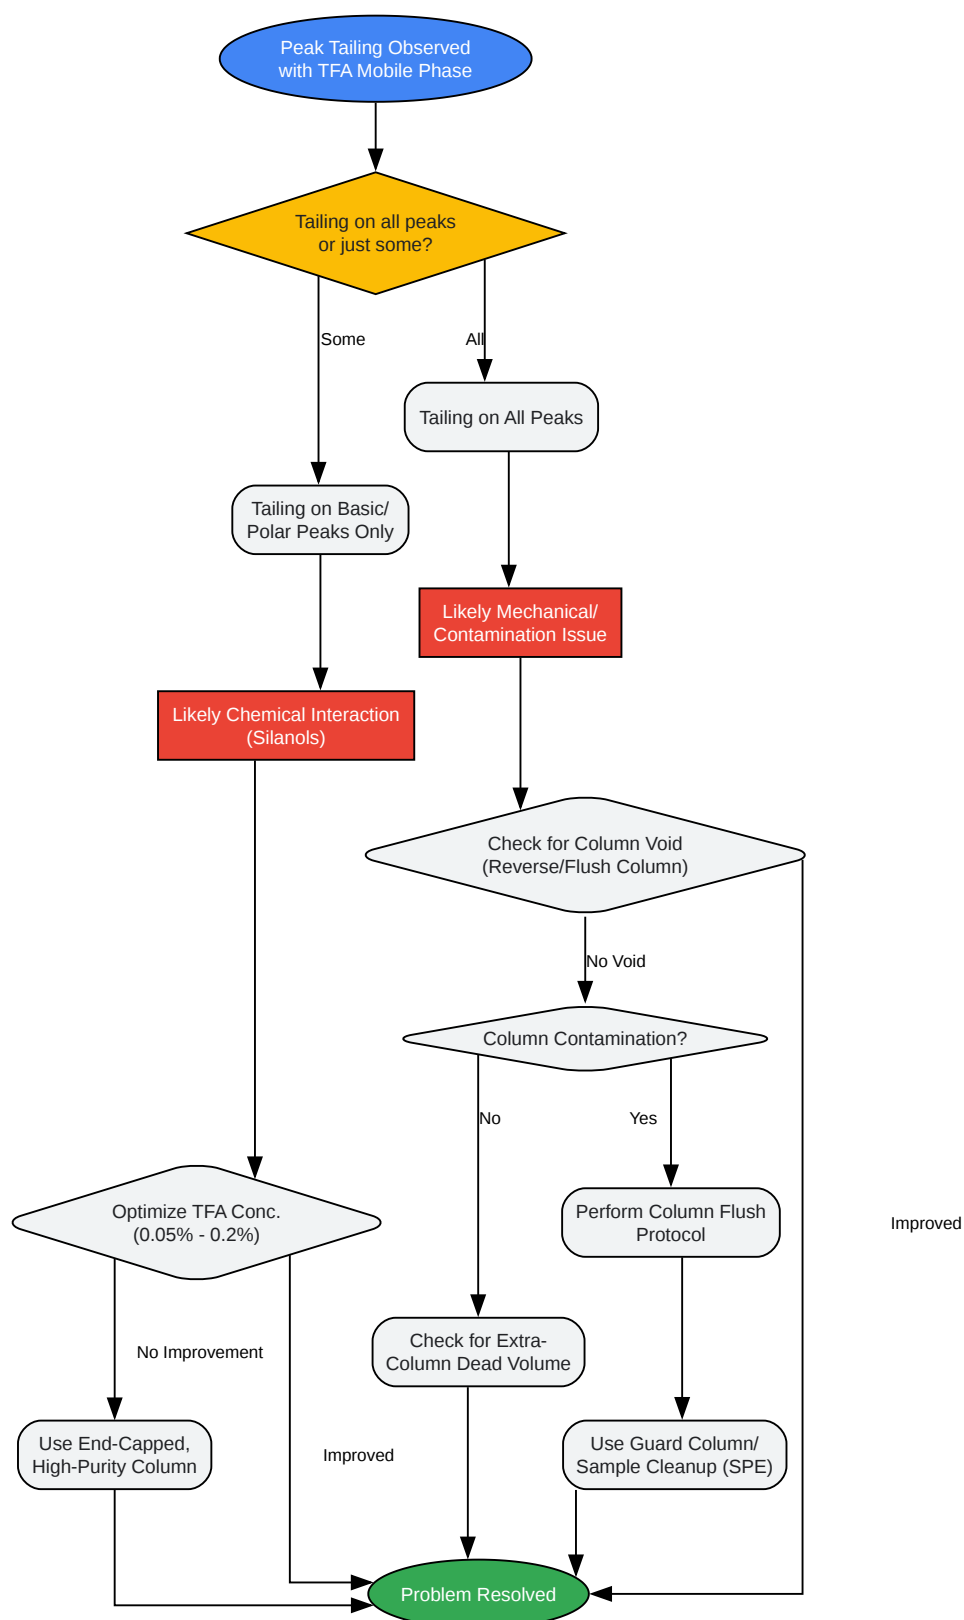 Peak Tailing Observed
with TFA Mobile Phase
Tailing on all peaks
or just some?
Some
All
Tailing on All Peaks
Tailing on Basic/
Polar Peaks Only
Likely Mechanical/
Contamination Issue
Likely Chemical Interaction
(Silanols)
Check for Column Void
(Reverse/Flush Column)
No Void
Column Contamination?
No
Yes
Optimize TFA Conc.
(0.05% - 0.2%)
Perform Column Flush
Protocol
Improved
Check for Extra-
Column Dead Volume
No Improvement
Use End-Capped,
High-Purity Column
Improved
Use Guard Column/
Sample Cleanup (SPE)
Problem Resolved